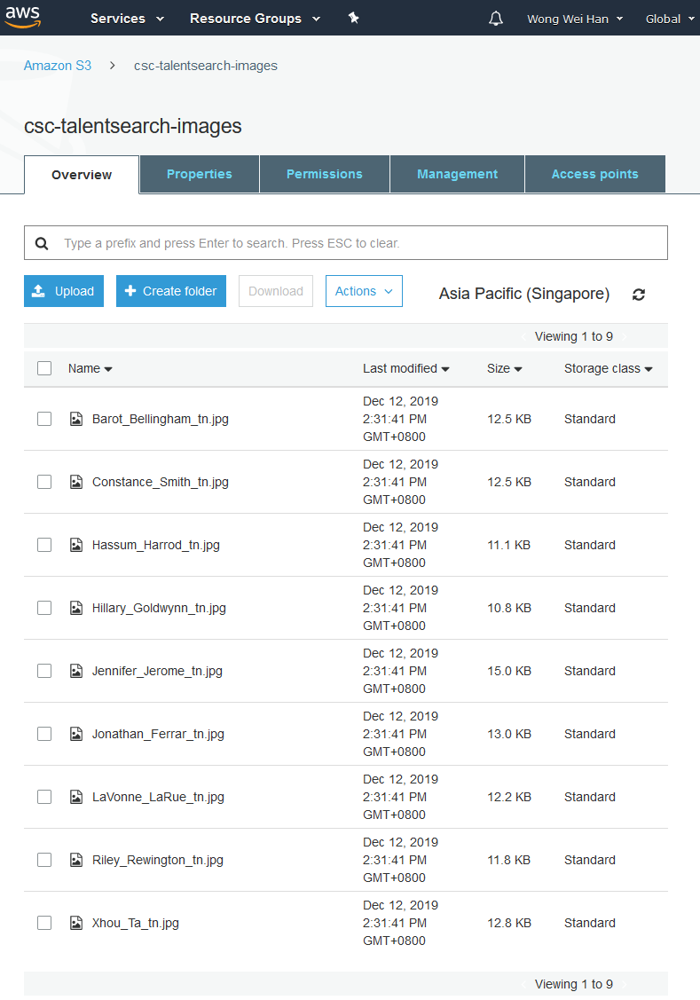 aws Services Resource Groups Wong Wei Han Global
Amazon S3 > csc-talentsearch-images
csc-talentsearch-images
Overview Properties Permissions Management Access points
Type a prefix and press Enter to search. Press ESC to clear.
Upload + Create folder Download Actions Asia Pacific (Singapore)
Viewing 1 to 9
Name Last modified Size Storage class
Dec 12, 2019
Barot_Bellingham_tn.jpg 2:31:41 PM 12.5 KB Standard
GMT+0800
Dec 12, 2019
Constance_Smith_tn.jpg 2:31:41 PM 12.5 KB Standard
GMT+0800
Dec 12, 2019
Hassum_Harrod_tn.jpg 2:31:41 PM 11.1 KB Standard
GMT+0800
Dec 12, 2019
Hillary_Goldwynn_tn.jpg 2:31:41 PM 10.8 KB Standard
GMT+0800
Dec 12, 2019
Jennifer_Jerome_tn.jpg 2:31:41 PM 15.0 KB Standard
GMT+0800
Dec 12, 2019
Jonathan_Ferrar_tn.jpg 2:31:41 PM 13.0 KB Standard
GMT+0800
Dec 12, 2019
LaVonne_LaRue_tn.jpg 2:31:41 PM 12.2 KB Standard
GMT+0800
Dec 12, 2019
Riley_Rewington_tn.jpg 2:31:41 PM 11.8 KB Standard
GMT+0800
Dec 12, 2019
Xhou_Ta_tn.jpg 2:31:41 PM 12.8 KB Standard
GMT+0800
Viewing 1 to 9